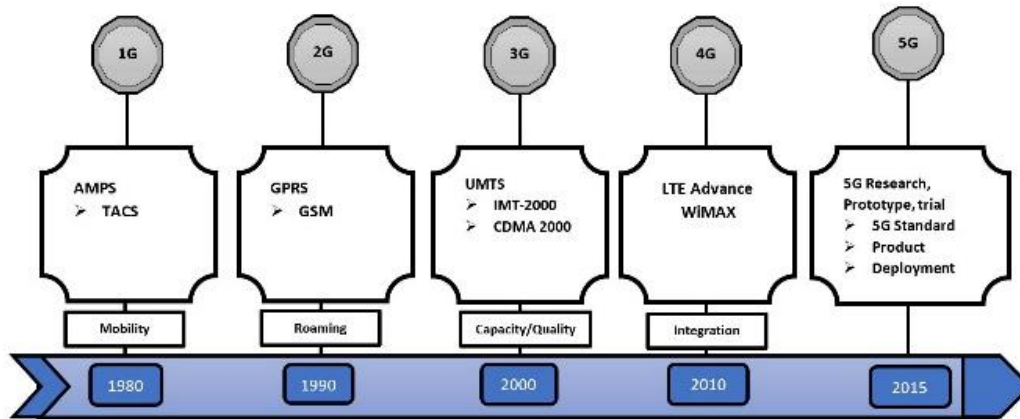 1G
2G
3G
4G
5G
AMPS
➢ TACS
GPRS
➢ GSM
UMTS
➢ IMT-2000
➢ CDMA 2000
LTE Advance
WiMAX
5G Research,
Prototype, trial
➢ 5G Standard
➢ Product
➢ Deployment
Mobility
Roaming
Capacity/Quality
Integration
1980
1990
2000
2010
2015